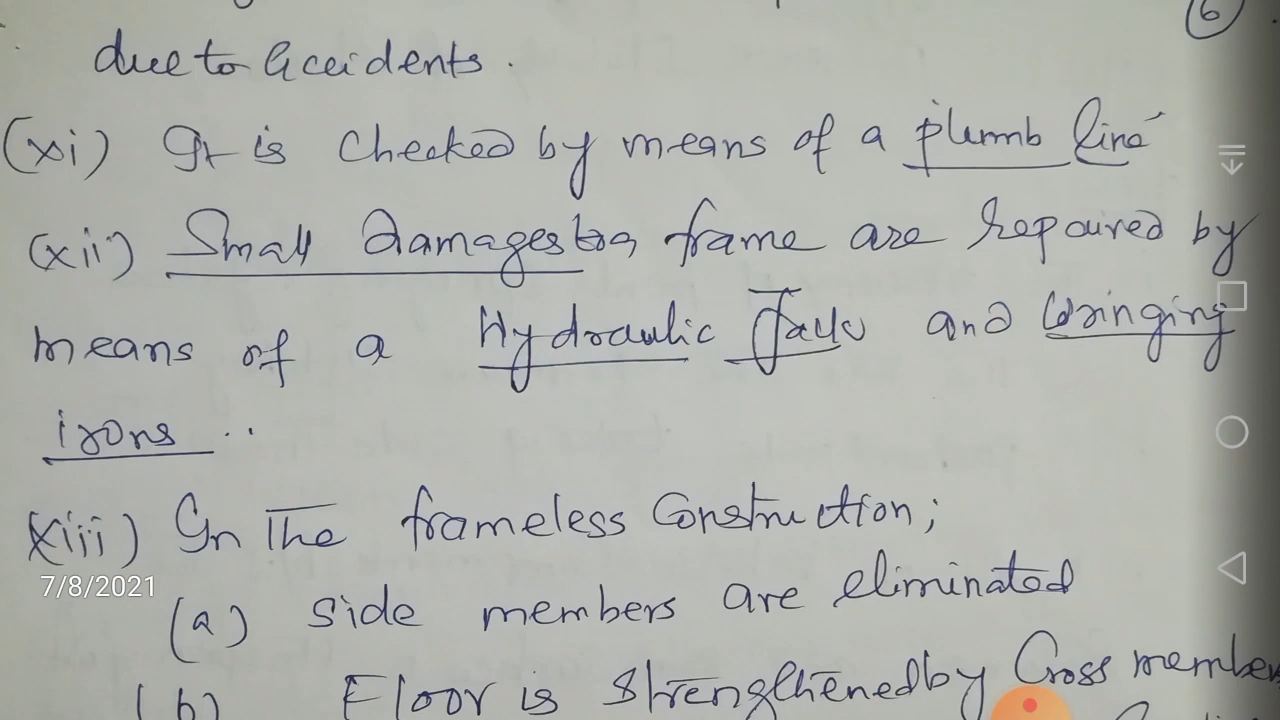 6
due to accidents.
(xi) It is checked by means of a plumb line
(xii) Small damages to a frame are repaired by
means of a Hydraulic Jack and wringing
irons ..
(xiii) In The frameless construction;
7/8/2021
(a) side members are eliminated
(b) Floor is strengthened by Cross member